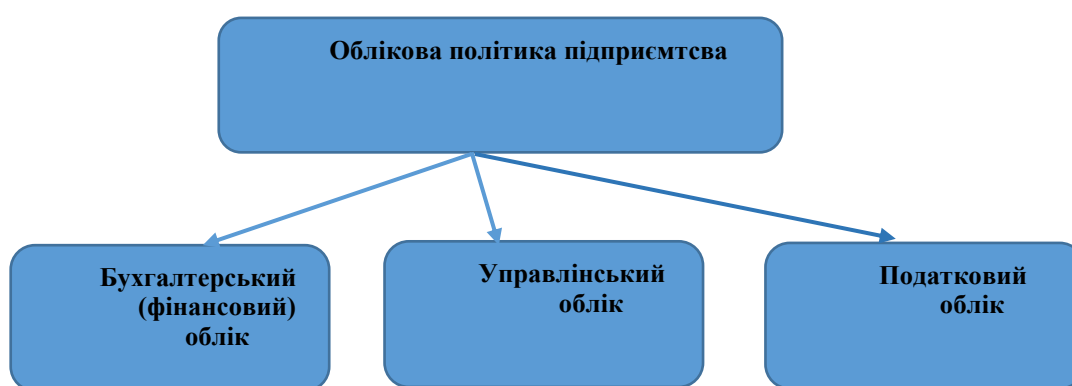 Облікова політика підприємтсва
Бухгалтерський
(фінансовий)
облік
Управлінський
облік
Податковий
облік